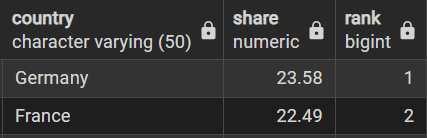 country share rank
character varying (50) numeric bigint
Germany 23.58 1
France 22.49 2